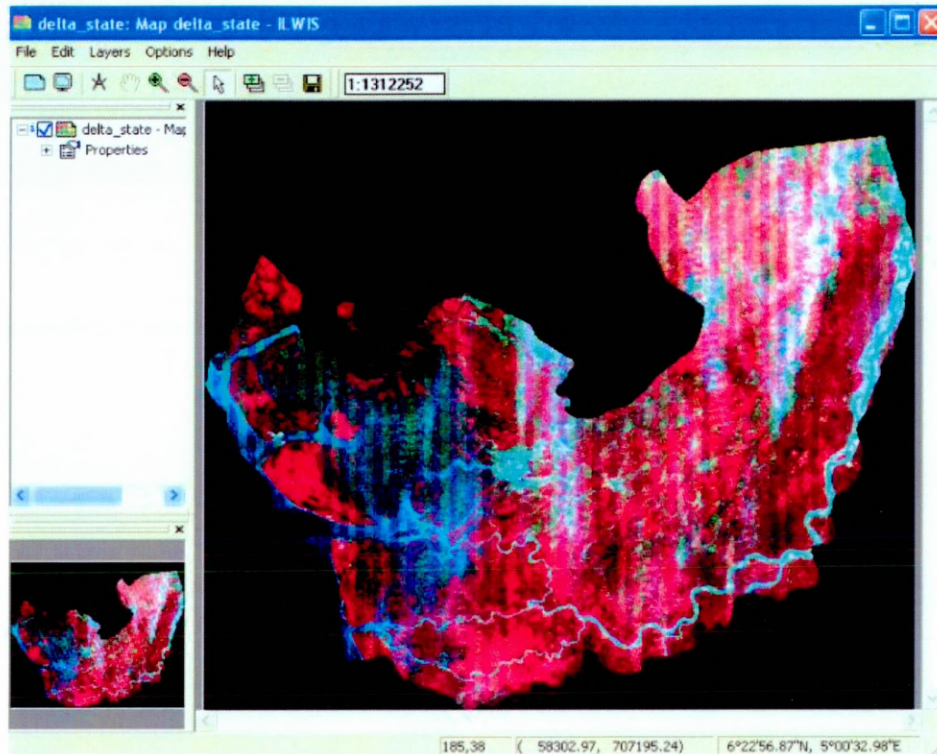 delta_state: Map delta_state - ILWIS
File Edit Layers Options Help
1:1312252
delta_state - Map
Properties
185,38 ( 58302.97, 707195.24) 6°22'56.87"N, 5°00'32.98"E